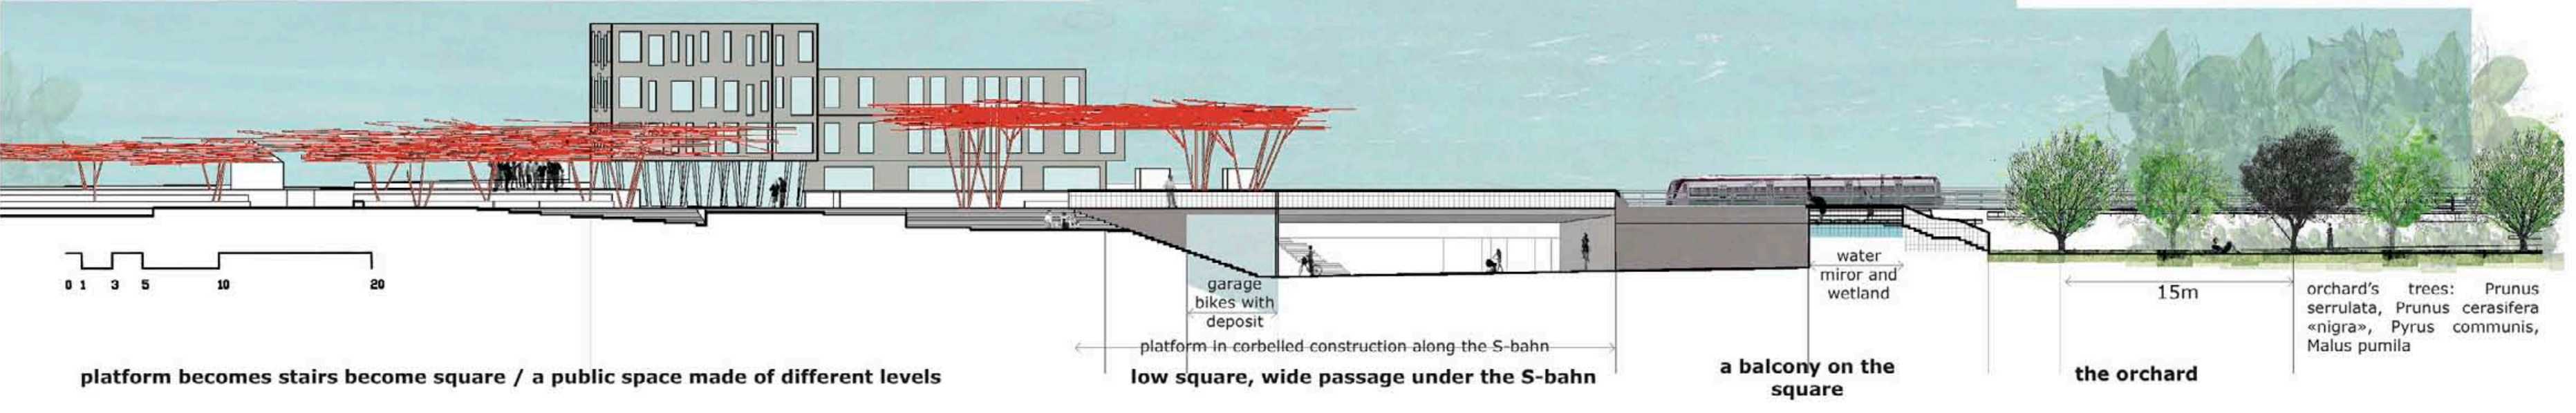 0 1 3 5 10 20
garage
bikes with
deposit
platform in corbelled construction along the S-bahn
water
miror and
wetland
15m
orchard's trees: Prunus
serrulata, Prunus cerasifera
«nigra», Pyrus communis,
Malus pumila
platform becomes stairs become square / a public space made of different levels
low square, wide passage under the S-bahn
a balcony on the
square
the orchard